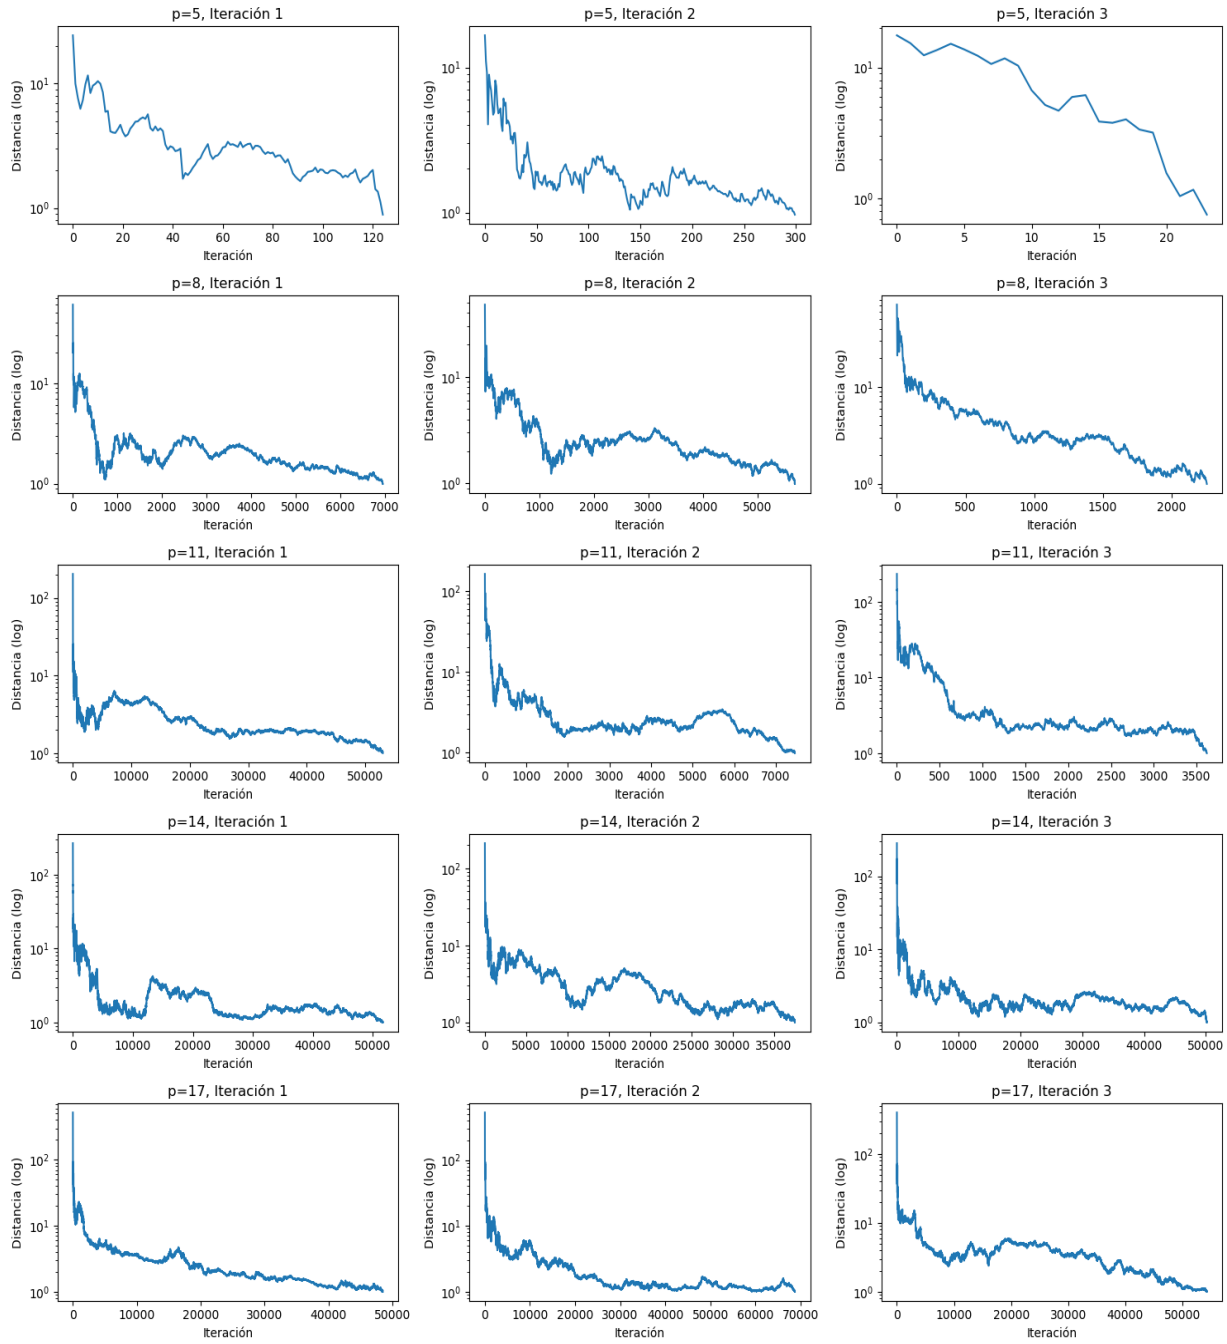 p=5, Iteración 1
Distancia (log)
10^1
10^0
0 20 40 60 80 100 120
Iteración
p=5, Iteración 2
Distancia (log)
10^1
10^0
0 50 100 150 200 250 300
Iteración
p=5, Iteración 3
Distancia (log)
10^1
10^0
0 5 10 15 20
Iteración
p=8, Iteración 1
Distancia (log)
10^1
10^0
0 1000 2000 3000 4000 5000 6000 7000
Iteración
p=8, Iteración 2
Distancia (log)
10^1
10^0
0 1000 2000 3000 4000 5000
Iteración
p=8, Iteración 3
Distancia (log)
10^1
10^0
0 500 1000 1500 2000
Iteración
p=11, Iteración 1
Distancia (log)
10^2
10^1
10^0
0 10000 20000 30000 40000 50000
Iteración
p=11, Iteración 2
Distancia (log)
10^2
10^1
10^0
0 1000 2000 3000 4000 5000 6000 7000
Iteración
p=11, Iteración 3
Distancia (log)
10^2
10^1
10^0
0 500 1000 1500 2000 2500 3000 3500
Iteración
p=14, Iteración 1
Distancia (log)
10^2
10^1
10^0
0 10000 20000 30000 40000 50000
Iteración
p=14, Iteración 2
Distancia (log)
10^2
10^1
10^0
0 5000 10000 15000 20000 25000 30000 35000
Iteración
p=14, Iteración 3
Distancia (log)
10^2
10^1
10^0
0 10000 20000 30000 40000 50000
Iteración
p=17, Iteración 1
Distancia (log)
10^2
10^1
10^0
0 10000 20000 30000 40000 50000
Iteración
p=17, Iteración 2
Distancia (log)
10^2
10^1
10^0
0 10000 20000 30000 40000 50000 60000 70000
Iteración
p=17, Iteración 3
Distancia (log)
10^2
10^1
10^0
0 10000 20000 30000 40000 50000
Iteración